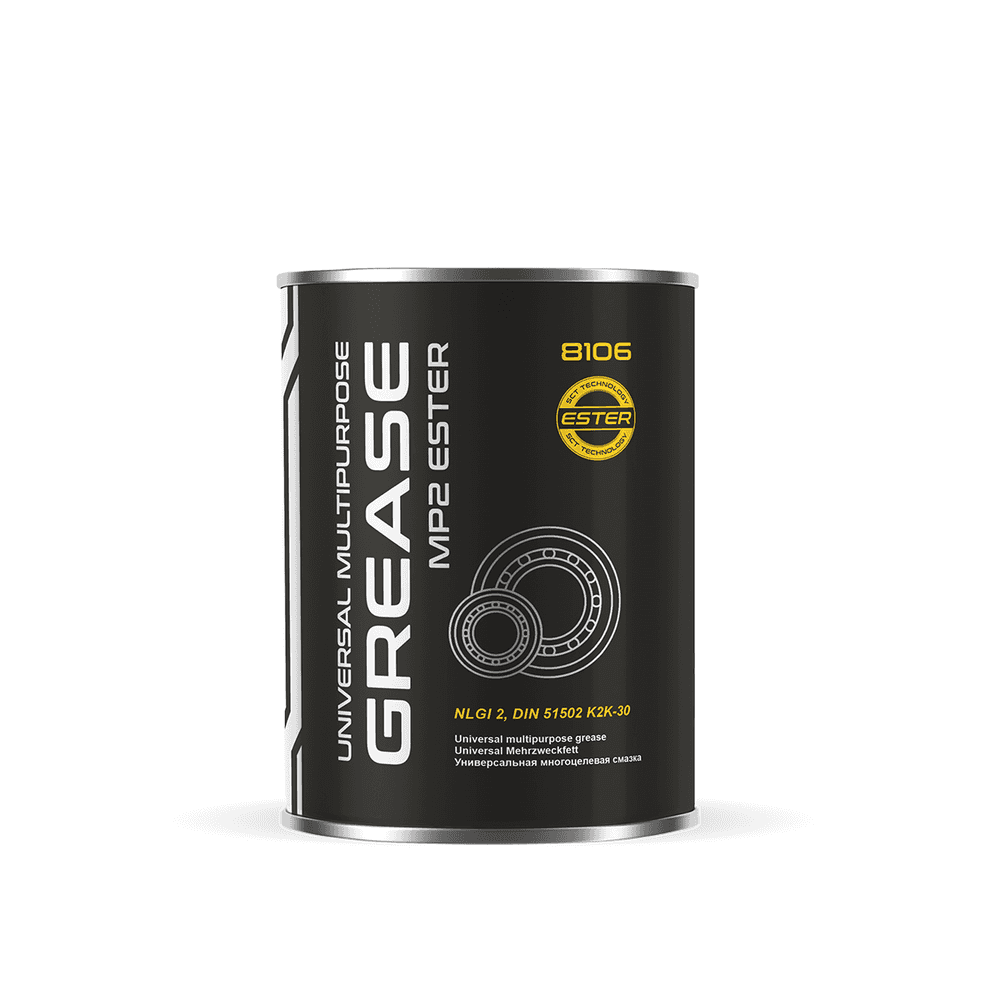 UNIVERSAL MULTIPURPOSE
GREASE
MP2 ESTER
8106
SCT TECHNOLOGY
ESTER
SCT TECHNOLOGY
NLGI 2, DIN 51502 K2K-30
Universal multipurpose grease
Universal Mehrzweckfett
Универсальная многоцелевая смазка